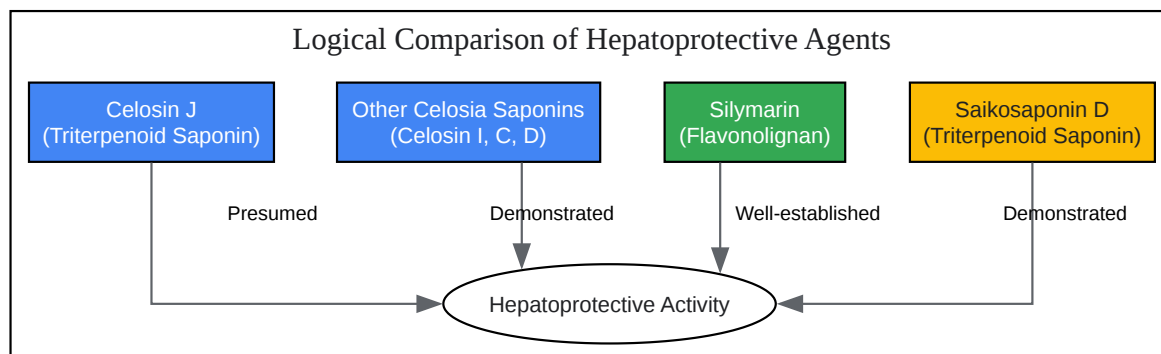 Logical Comparison of Hepatoprotective Agents
Celosin J
(Triterpenoid Saponin)
Other Celosia Saponins
(Celosin I, C, D)
Silymarin
(Flavonolignan)
Saikosaponin D
(Triterpenoid Saponin)
Presumed
Demonstrated
Well-established
Demonstrated
Hepatoprotective Activity